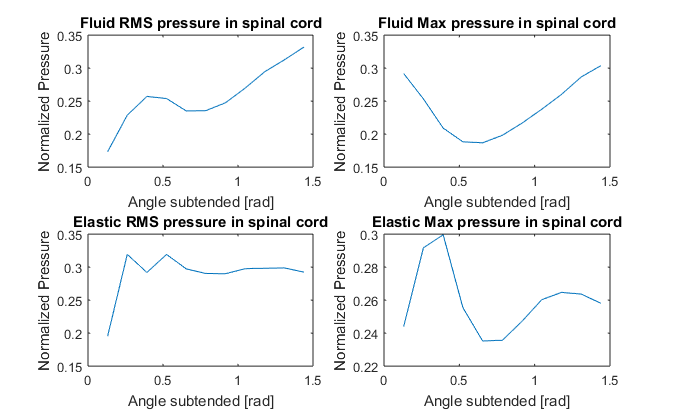 Fluid RMS pressure in spinal cord
Normalized Pressure
0.35
0.3
0.25
0.2
0.15
0 0.5 1 1.5
Angle subtended [rad]
Fluid Max pressure in spinal cord
Normalized Pressure
0.35
0.3
0.25
0.2
0.15
0 0.5 1 1.5
Angle subtended [rad]
Elastic RMS pressure in spinal cord
Normalized Pressure
0.35
0.3
0.25
0.2
0.15
0 0.5 1 1.5
Angle subtended [rad]
Elastic Max pressure in spinal cord
Normalized Pressure
0.3
0.28
0.26
0.24
0.22
0 0.5 1 1.5
Angle subtended [rad]